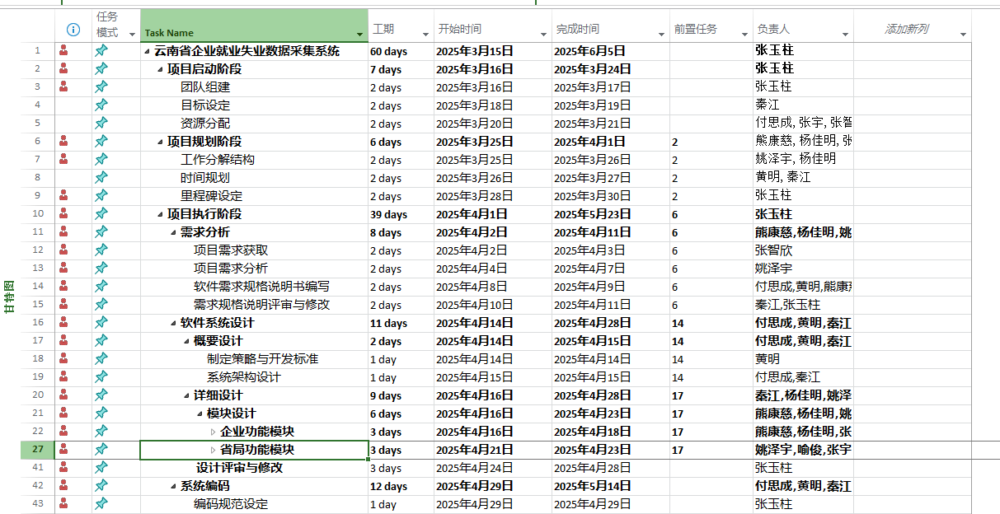 任务模式 Task Name 工期 开始时间 完成时间 前置任务 负责人 添加新列
1 云南省企业就业失业数据采集系统 60 days 2025年3月15日 2025年6月5日 张玉柱
2 项目启动阶段 7 days 2025年3月16日 2025年3月24日 张玉柱
3 团队组建 2 days 2025年3月16日 2025年3月17日 张玉柱
4 目标设定 2 days 2025年3月18日 2025年3月19日 秦江
5 资源分配 2 days 2025年3月20日 2025年3月21日 付思成, 张宇, 张智
6 项目规划阶段 6 days 2025年3月25日 2025年4月1日 2 熊康慈, 杨佳明, 张
7 工作分解结构 2 days 2025年3月25日 2025年3月26日 2 姚泽宇, 杨佳明
8 时间规划 2 days 2025年3月26日 2025年3月27日 2 黄明, 秦江
9 里程碑设定 2 days 2025年3月28日 2025年3月30日 2 张玉柱
10 项目执行阶段 39 days 2025年4月1日 2025年5月23日 6 张玉柱
11 需求分析 8 days 2025年4月2日 2025年4月11日 6 熊康慈,杨佳明,姚
12 项目需求获取 2 days 2025年4月2日 2025年4月3日 6 张智欣
13 项目需求分析 2 days 2025年4月4日 2025年4月7日 6 姚泽宇
14 软件需求规格说明书编写 2 days 2025年4月8日 2025年4月9日 6 付思成,黄明,熊康
15 需求规格说明评审与修改 2 days 2025年4月10日 2025年4月11日 6 秦江,张玉柱
16 软件系统设计 11 days 2025年4月14日 2025年4月28日 14 付思成,黄明,秦江
17 概要设计 2 days 2025年4月14日 2025年4月15日 14 付思成,黄明,秦江
18 制定策略与开发标准 1 day 2025年4月14日 2025年4月14日 14 黄明
19 系统架构设计 1 day 2025年4月15日 2025年4月15日 14 付思成,秦江
20 详细设计 9 days 2025年4月16日 2025年4月28日 17 秦江,杨佳明,姚泽
21 模块设计 6 days 2025年4月16日 2025年4月23日 17 熊康慈,杨佳明,姚
22 企业功能模块 3 days 2025年4月16日 2025年4月18日 17 熊康慈,杨佳明,张
27 省局功能模块 3 days 2025年4月21日 2025年4月23日 17 姚泽宇,喻俊,张宇
41 设计评审与修改 3 days 2025年4月24日 2025年4月28日 张玉柱
42 系统编码 12 days 2025年4月29日 2025年5月14日 付思成,黄明,秦江
43 编码规范设定 1 day 2025年4月29日 2025年4月29日 张玉柱
甘特图